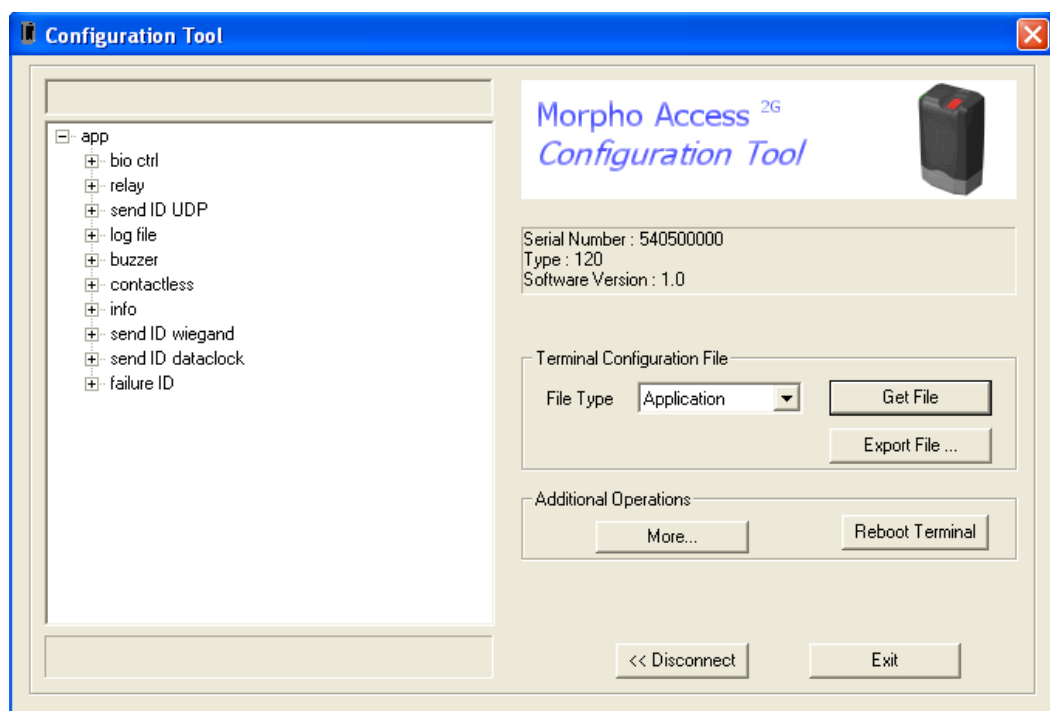 Configuration Tool
app
bio ctrl
relay
send ID UDP
log file
buzzer
contactless
info
send ID wiegand
send ID dataclock
failure ID
Morpho Access 2G
Configuration Tool
Serial Number : 540500000
Type : 120
Software Version : 1.0
Terminal Configuration File
File Type Application Get File
Export File ...
Additional Operations
More... Reboot Terminal
<< Disconnect Exit